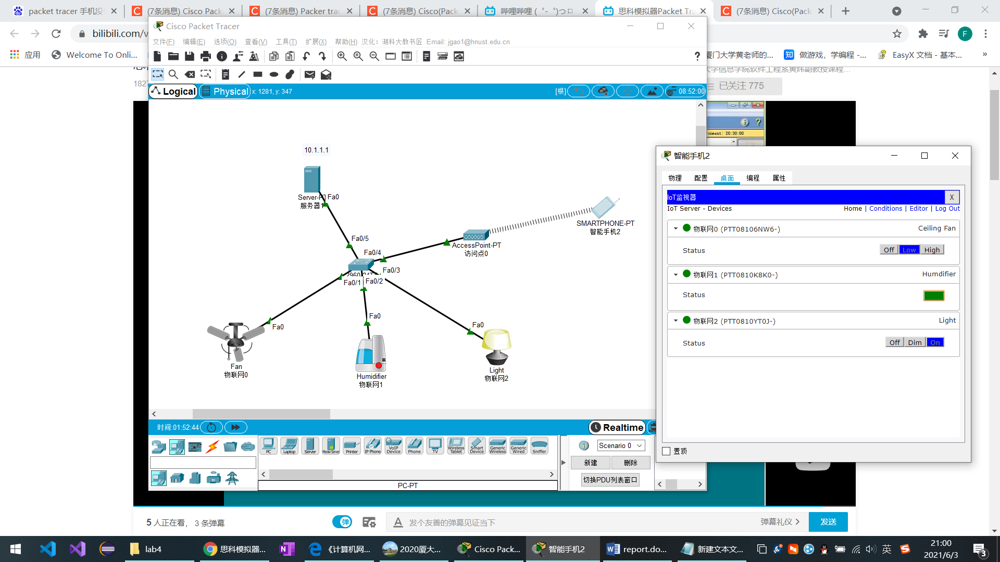 packet tracer 手机没
(7条消息) Cisco Pack
(7条消息) Packer trac
(7条消息) Cisco(Pack
哔哩哔哩 (゜-゜)つロ
思科模拟器Packet Tra
(7条消息) Cisco(Pack
bilibili.com/v
F
应用
Welcome To Onli...
厦门大学黄老师的...
知 做游戏，学编程 -...
EasyX 文档 - 基本...
»
已关注 775
Cisco Packet Tracer
文件(F) 编辑(E) 选项(O) 查看(V) 工具(T) 扩展(X) 帮助(H) 汉化：湖科大教书匠 Email: jgao1@hnust.edu.cn
Logical
Physical
x: 1281, y: 347
[根]
08:52:00
10.1.1.1
Fa0
服务器1
Fa0/5
Fa0/4
Fa0/3
Fa0/1
Fa0/2
AccessPoint-PT
访问点0
SMARTPHONE-PT
智能手机2
Fa0
Fa0
Fa0
Fan
物联网0
Humidifier
物联网1
Light
物联网2
时间:01:52:44
Realtime
PC
Laptop
Server
Meraki Server
Printer
IP Phone
VoIP Device
Phone
TV
Wireless Tablet
Smart Device
Generic Wireless
Generic Wired
Sniffer
PC-PT
Scenario 0
新建
删除
切换PDU列表窗口
ronment: 20:30:00
智能手机2
物理 配置 桌面 编程 属性
IoT监视器
X
IoT Server - Devices
Home | Conditions | Editor | Log Out
物联网0 (PTT08106NW6-)
Ceiling Fan
Status
Off Low High
物联网1 (PTT0810K8K0-)
Humdifier
Status
物联网2 (PTT0810YT0J-)
Light
Status
Off Dim On
置顶
5 人正在看， 3 条弹幕
弹
发个友善的弹幕见证当下
弹幕礼仪
发送
lab4
思科模拟器...
《计算机网...
2020厦大...
Cisco Pack...
智能手机2
report.do...
新建文本文...
英
21:00
2021/6/3
3